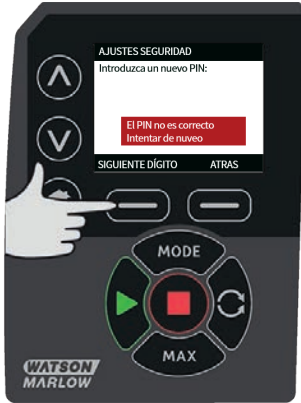 AJUSTES SEGURIDAD
Introduzca un nuevo PIN:
El PIN no es correcto
Intentar de nuveo
SIGUIENTE DÍGITO ATRAS
MODE
MAX
WATSON
MARLOW